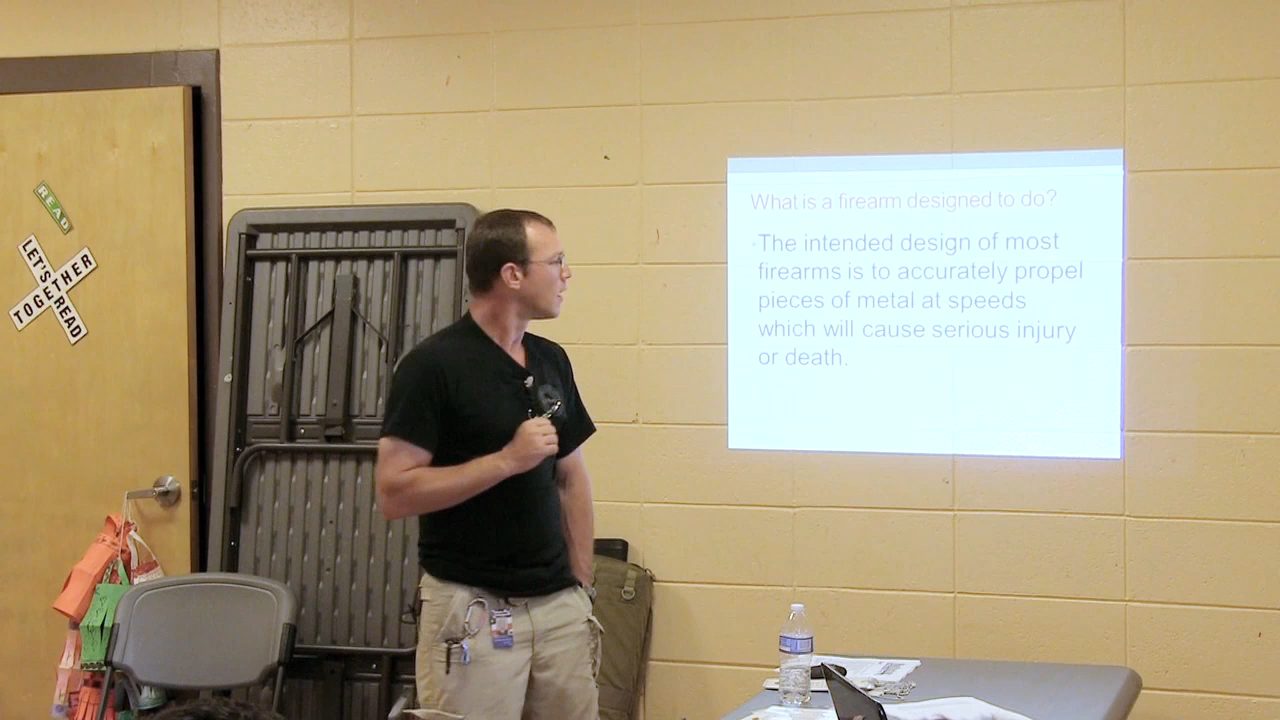 READ
LET'S READ
TOGETHER
What is a firearm designed to do?
The intended design of most
firearms is to accurately propel
pieces of metal at speeds
which will cause serious injury
or death.